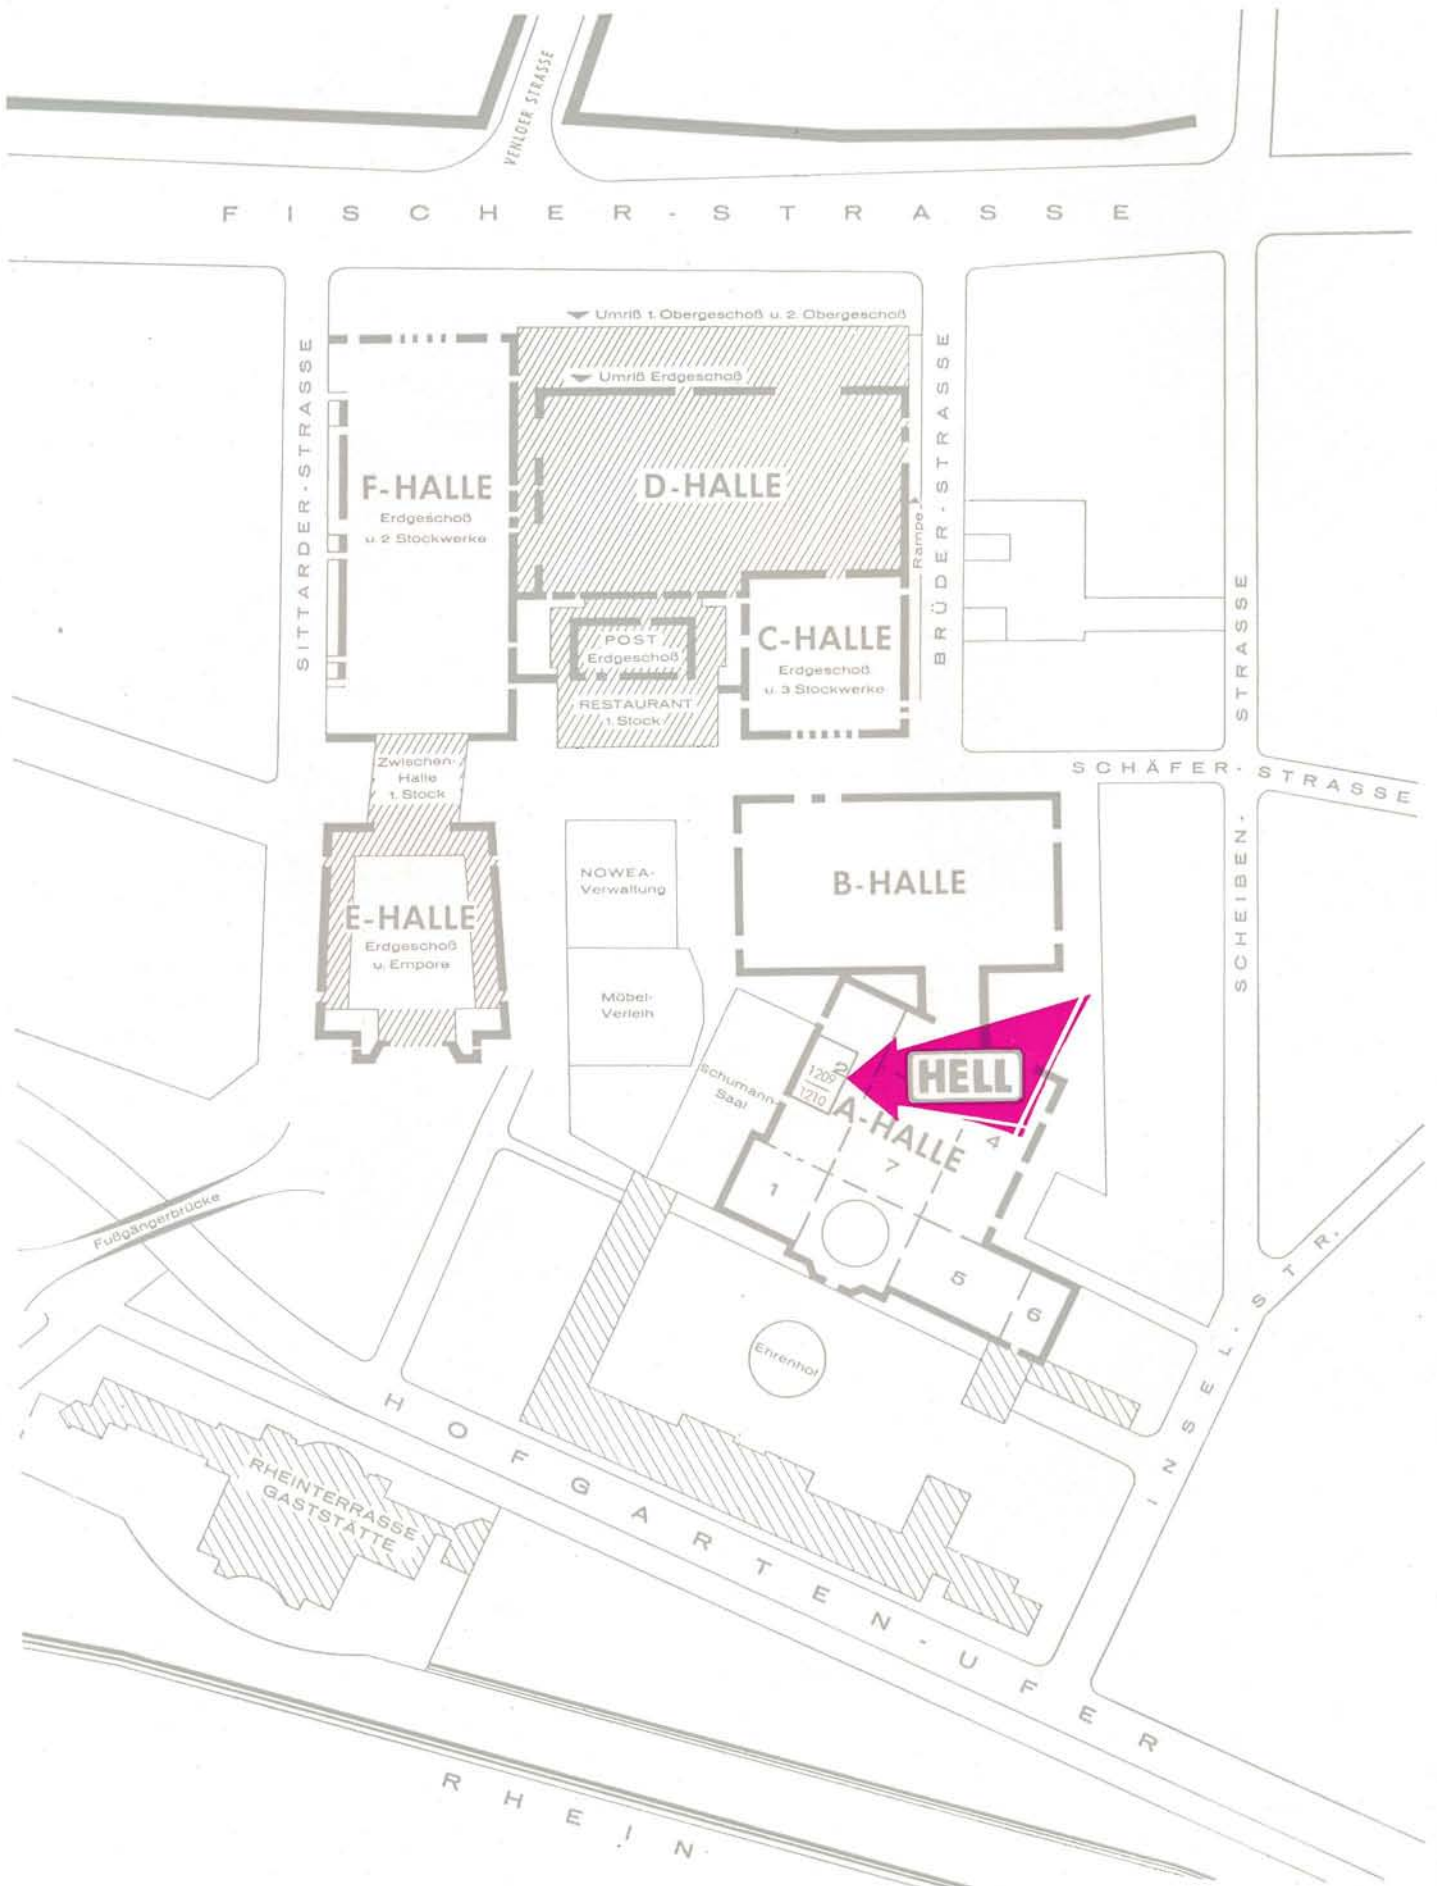 VENLOER STRASSE
FISCHER-STRASSE
Umriß 1. Obergeschoß u. 2. Obergeschoß
Umriß Erdgeschoß
SITTARDER-STRASSE
F-HALLE
Erdgeschoß
u. 2 Stockwerke
D-HALLE
Rampe
BRÜDER-STRASSE
POST
Erdgeschoß
RESTAURANT
1. Stock
C-HALLE
Erdgeschoß
u. 3 Stockwerke
Zwischen-
Halle
1. Stock
SCHÄFER-STRASSE
SCHEIBEN-STRASSE
NOWEA-
Verwaltung
B-HALLE
E-HALLE
Erdgeschoß
u. Empore
Möbel-
Verleih
Schumann-
Saal
1209
1210
2
HELL
A-HALLE
4
7
1
5
6
Fußgängerbrücke
Ehrenhof
INSEL-STR.
HOFGARTEN-UFER
RHEINTERRASSE
GASTSTÄTTE
RHEIN